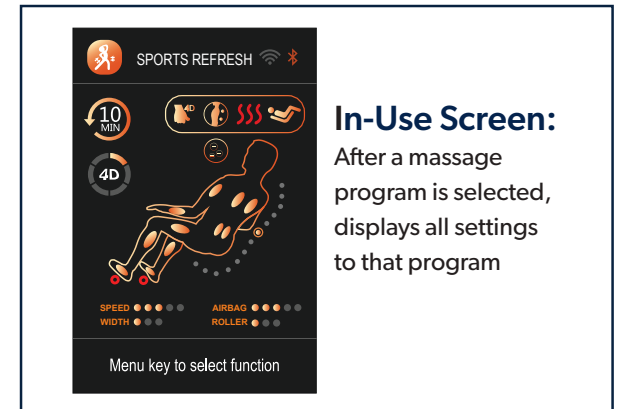 SPORTS REFRESH
10
MIN
4D
4D
SPEED
AIRBAG
WIDTH
ROLLER
Menu key to select function
In-Use Screen:
After a massage
program is selected,
displays all settings
to that program